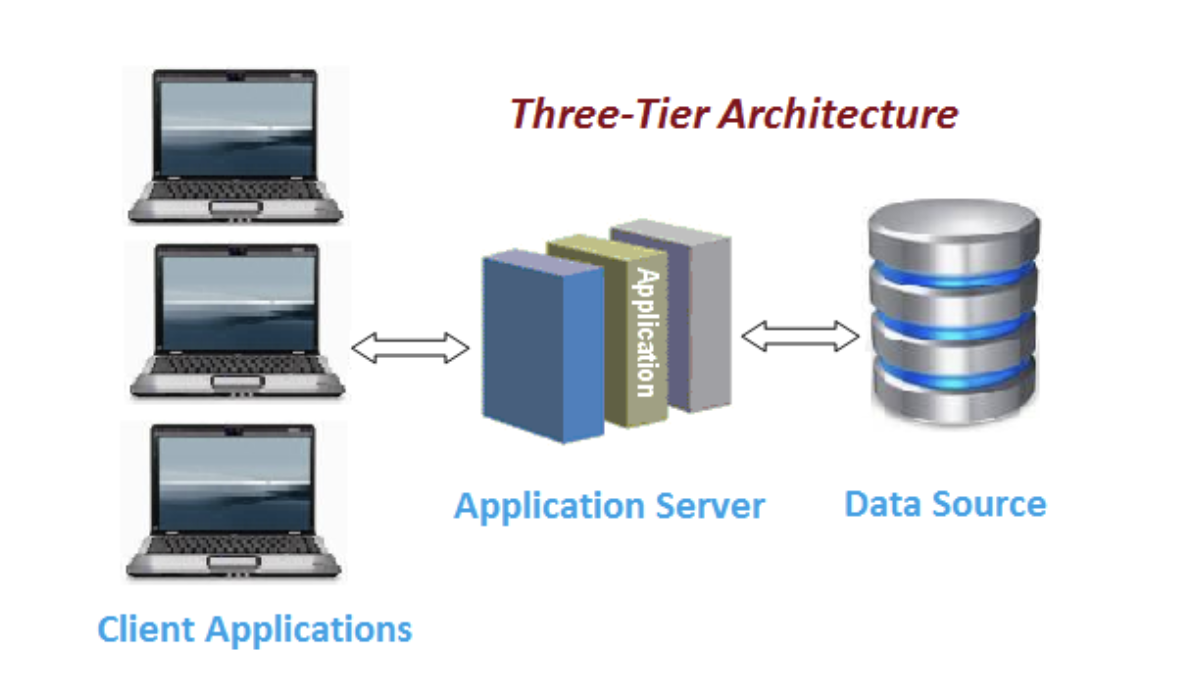 Three-Tier Architecture
Application
Application Server
Data Source
Client Applications